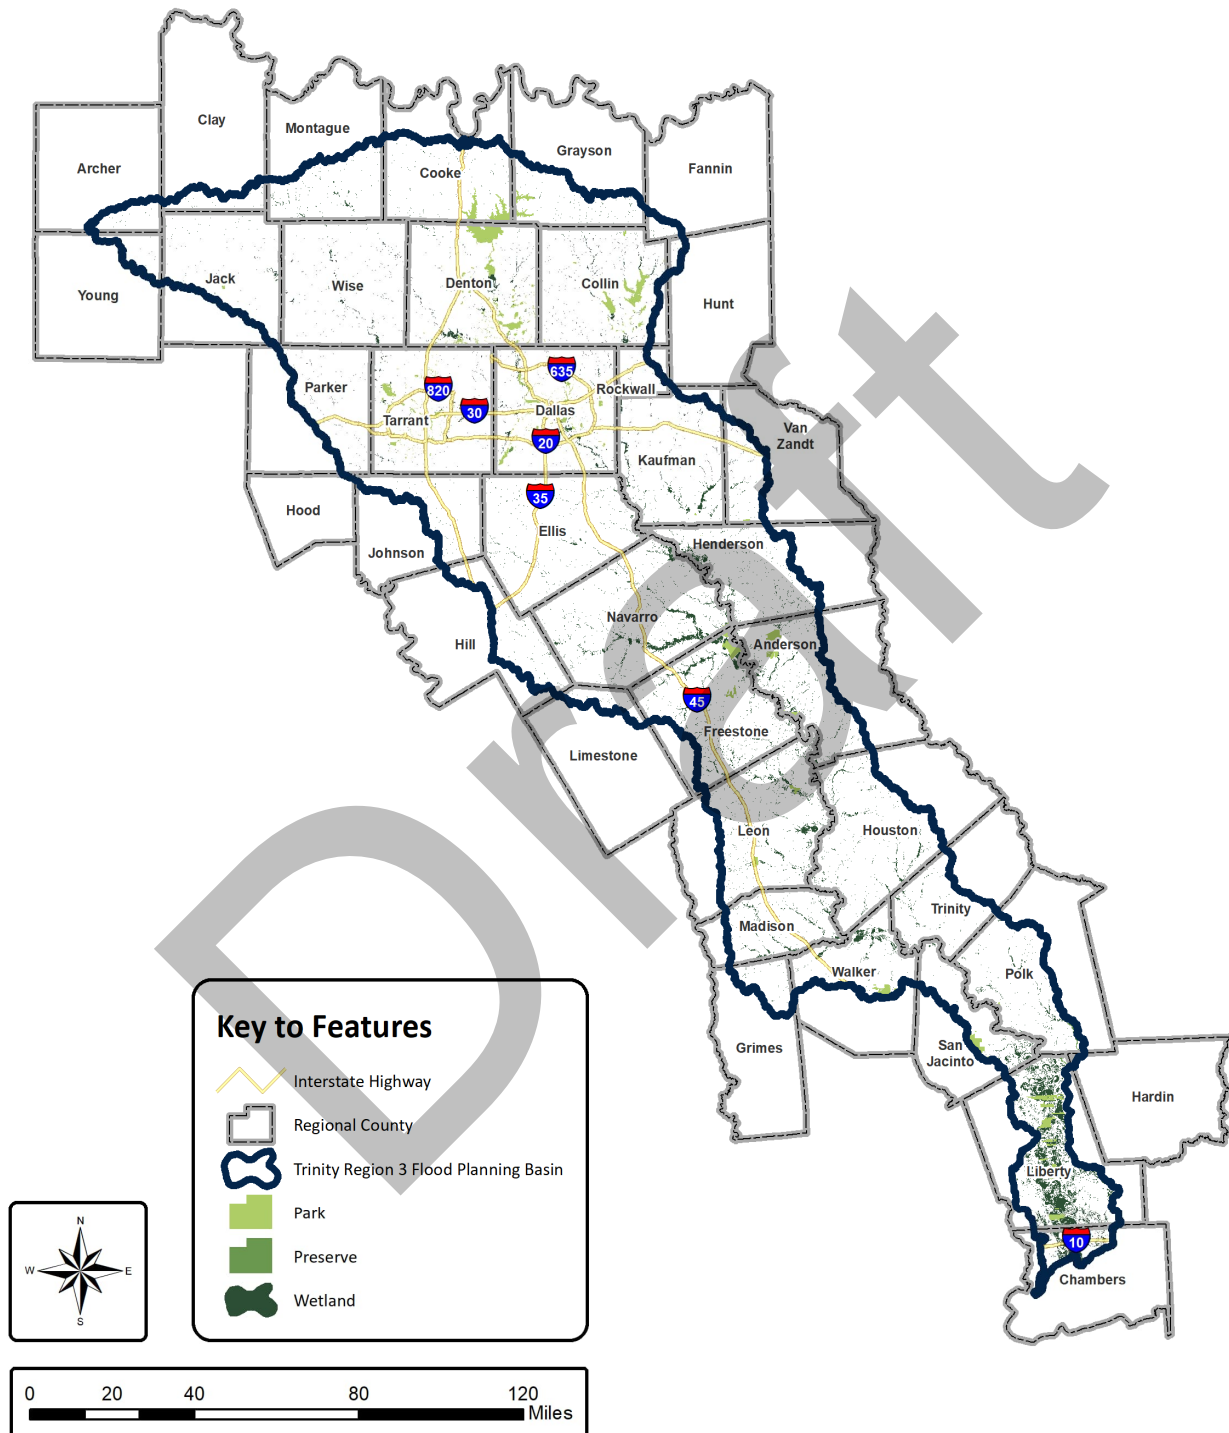 Clay
Montague
Archer
Cooke
Grayson
Fannin
Young
Jack
Wise
Denton
Collin
Hunt
Parker
820
30
635
Rockwall
Tarrant
Dallas
20
Van
Zandt
Kaufman
35
Hood
Ellis
Johnson
Henderson
Navarro
Hill
Anderson
45
Freestone
Limestone
Leon
Houston
Madison
Trinity
Walker
Polk
Grimes
San
Jacinto
Hardin
Liberty
10
Chambers
Draft
Key to Features
Interstate Highway
Regional County
Trinity Region 3 Flood Planning Basin
Park
Preserve
Wetland
N
W E
S
0 20 40 80 120
Miles